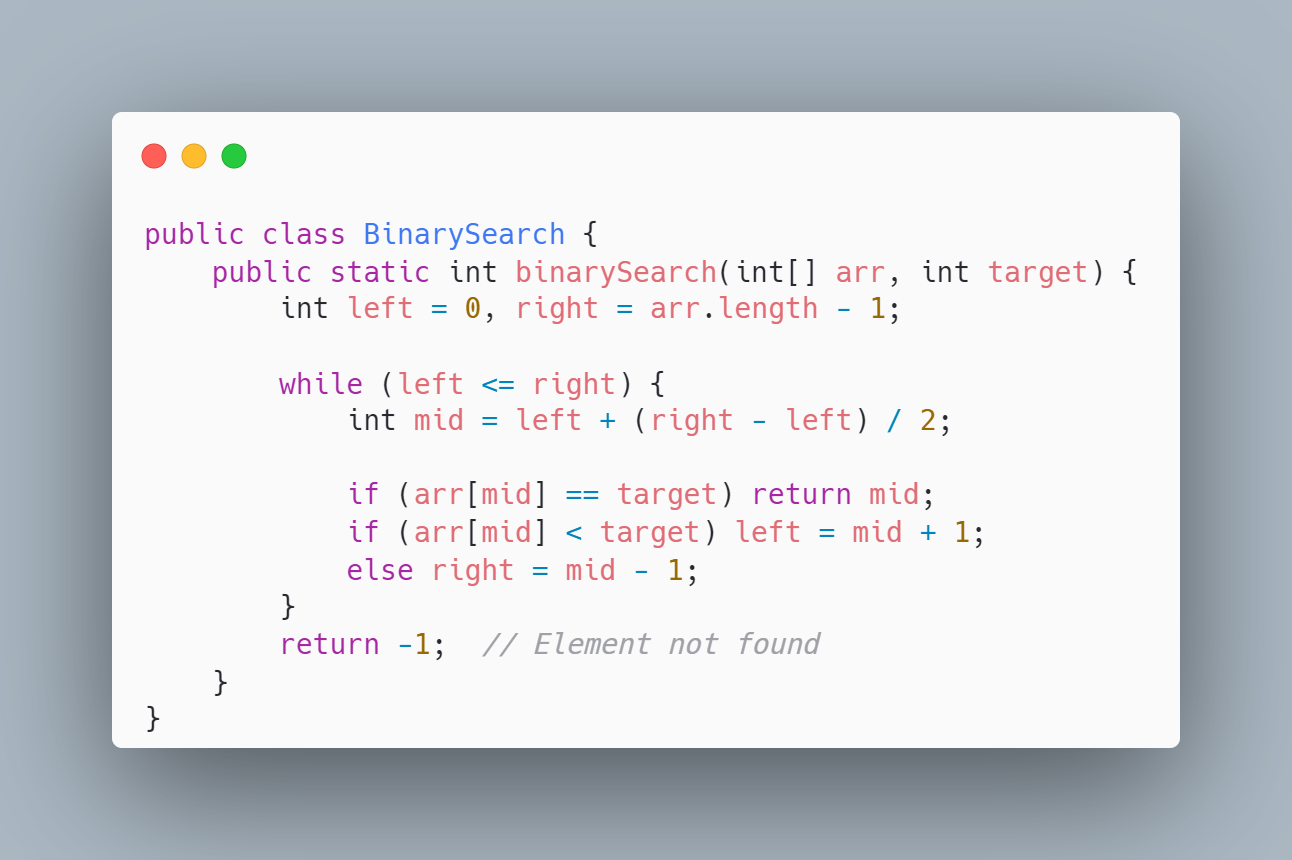 public class BinarySearch {
    public static int binarySearch(int[] arr, int target) {
        int left = 0, right = arr.length - 1;

        while (left <= right) {
            int mid = left + (right - left) / 2;

            if (arr[mid] == target) return mid;
            if (arr[mid] < target) left = mid + 1;
            else right = mid - 1;
        }
        return -1;  // Element not found
    }
}